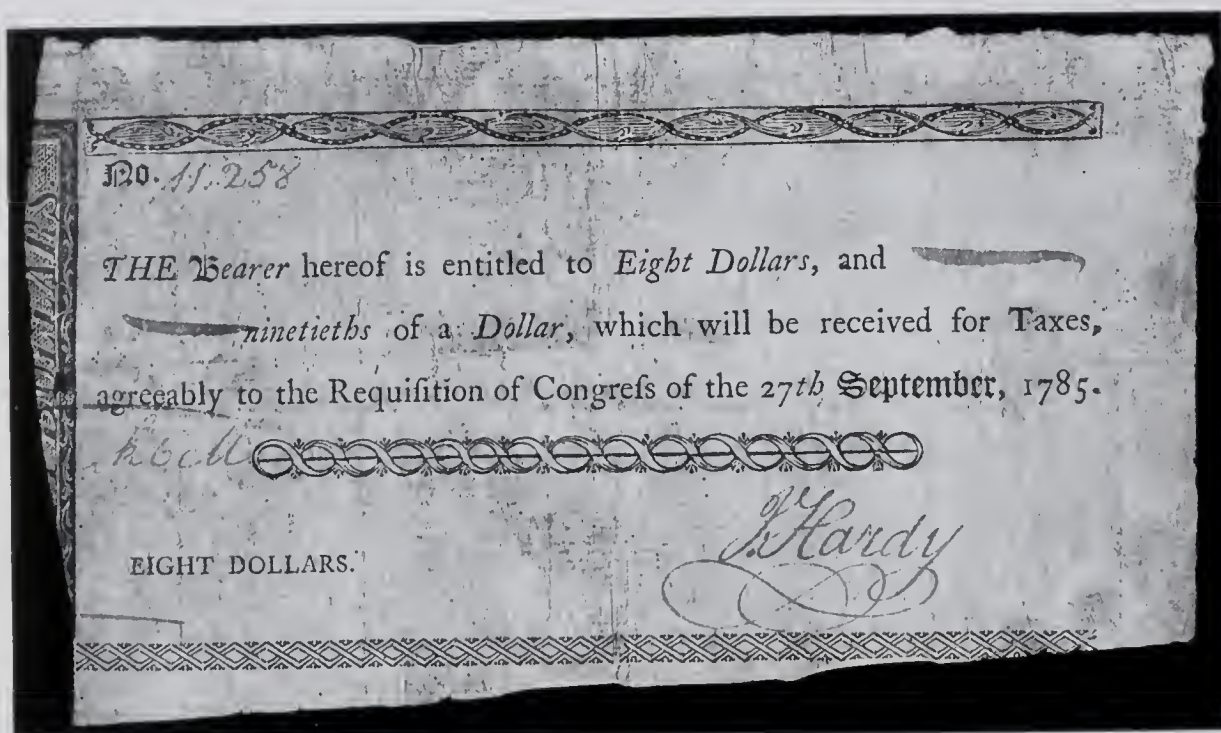 No. 11.258
THE Bearer hereof is entitled to Eight Dollars, and
ninetieths of a Dollar, which will be received for Taxes,
agreeably to the Requiſition of Congreſs of the 27th September, 1785.
J. Hardy
EIGHT DOLLARS.